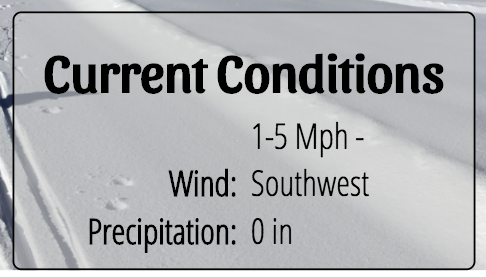 Current Conditions
1-5 Mph -
Wind: Southwest
Precipitation: 0 in